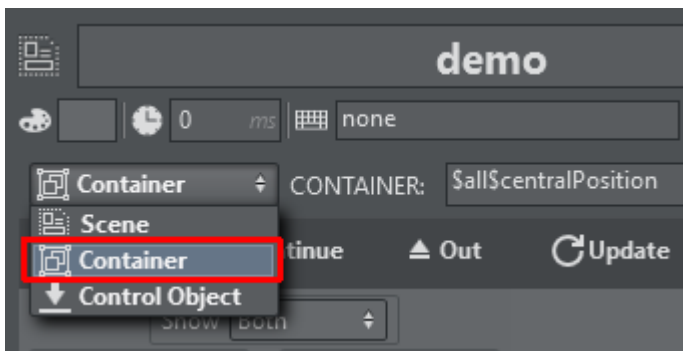 demo
0 ms none
Container CONTAINER: $all$centralPosition
Scene
Container tinue Out Update
Control Object
Show Both